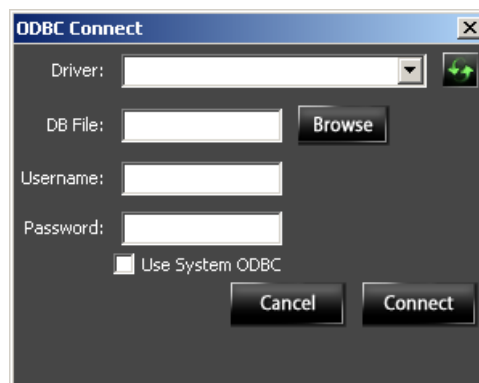 ODBC Connect
Driver:
DB File:
Browse
Username:
Password:
Use System ODBC
Cancel
Connect